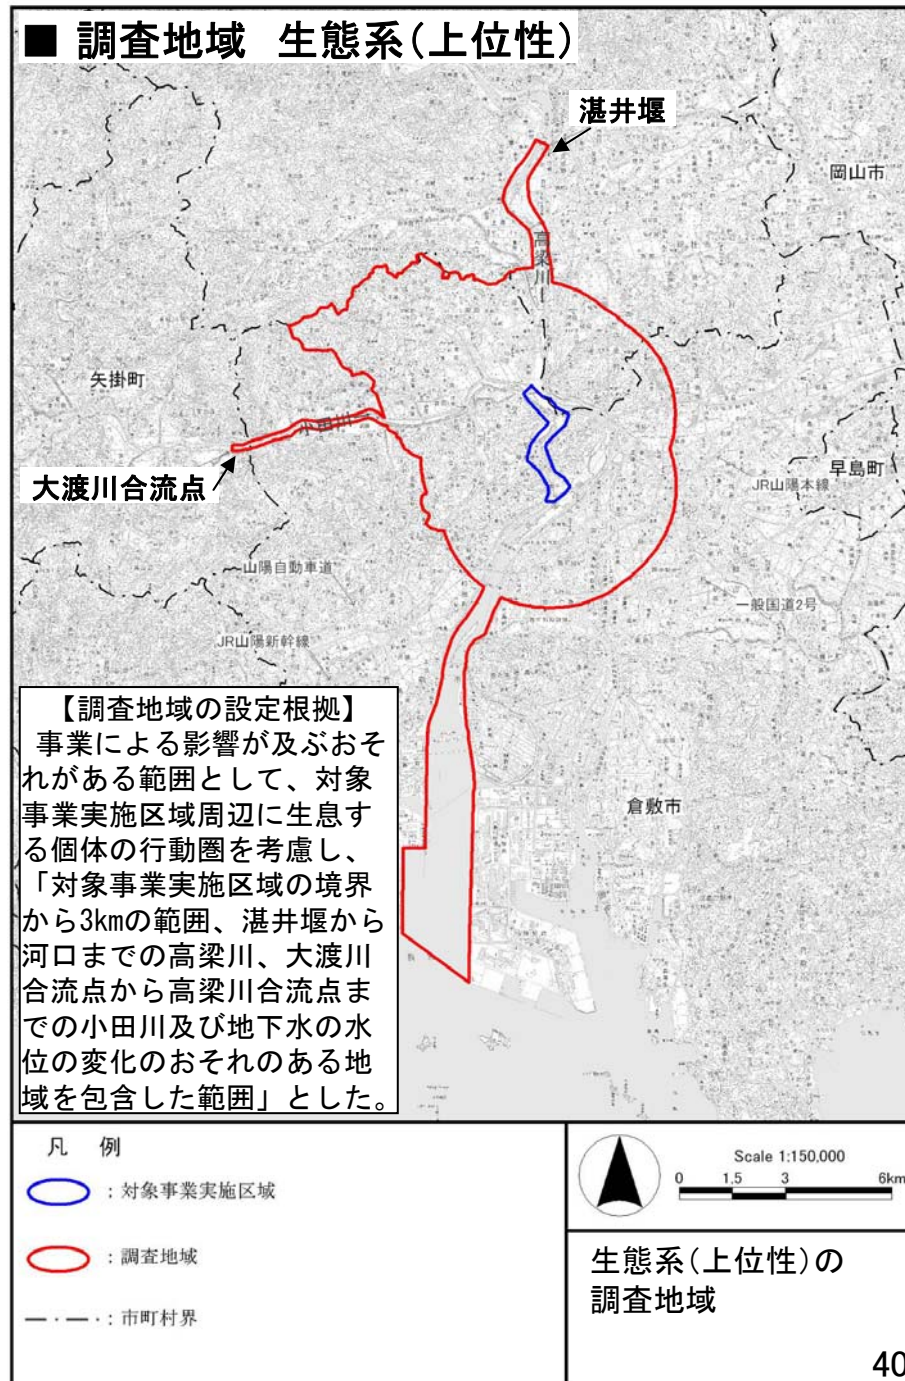 ■ 調査地域 生態系(上位性)
湛井堰
岡山市
高梁川
矢掛町
小田川
大渡川合流点
早島町
JR山陽本線
山陽自動車道
一般国道2号
JR山陽新幹線
【調査地域の設定根拠】
事業による影響が及ぶおそ
れがある範囲として、対象
事業実施区域周辺に生息す
る個体の行動圏を考慮し、
「対象事業実施区域の境界
から3kmの範囲、湛井堰から
河口までの高梁川、大渡川
合流点から高梁川合流点ま
での小田川及び地下水の水
位の変化のおそれのある地
域を包含した範囲」とした。
倉敷市
凡 例
：対象事業実施区域
：調査地域
：市町村界
Scale 1:150,000
0 1.5 3 6km
生態系(上位性)の
調査地域
40